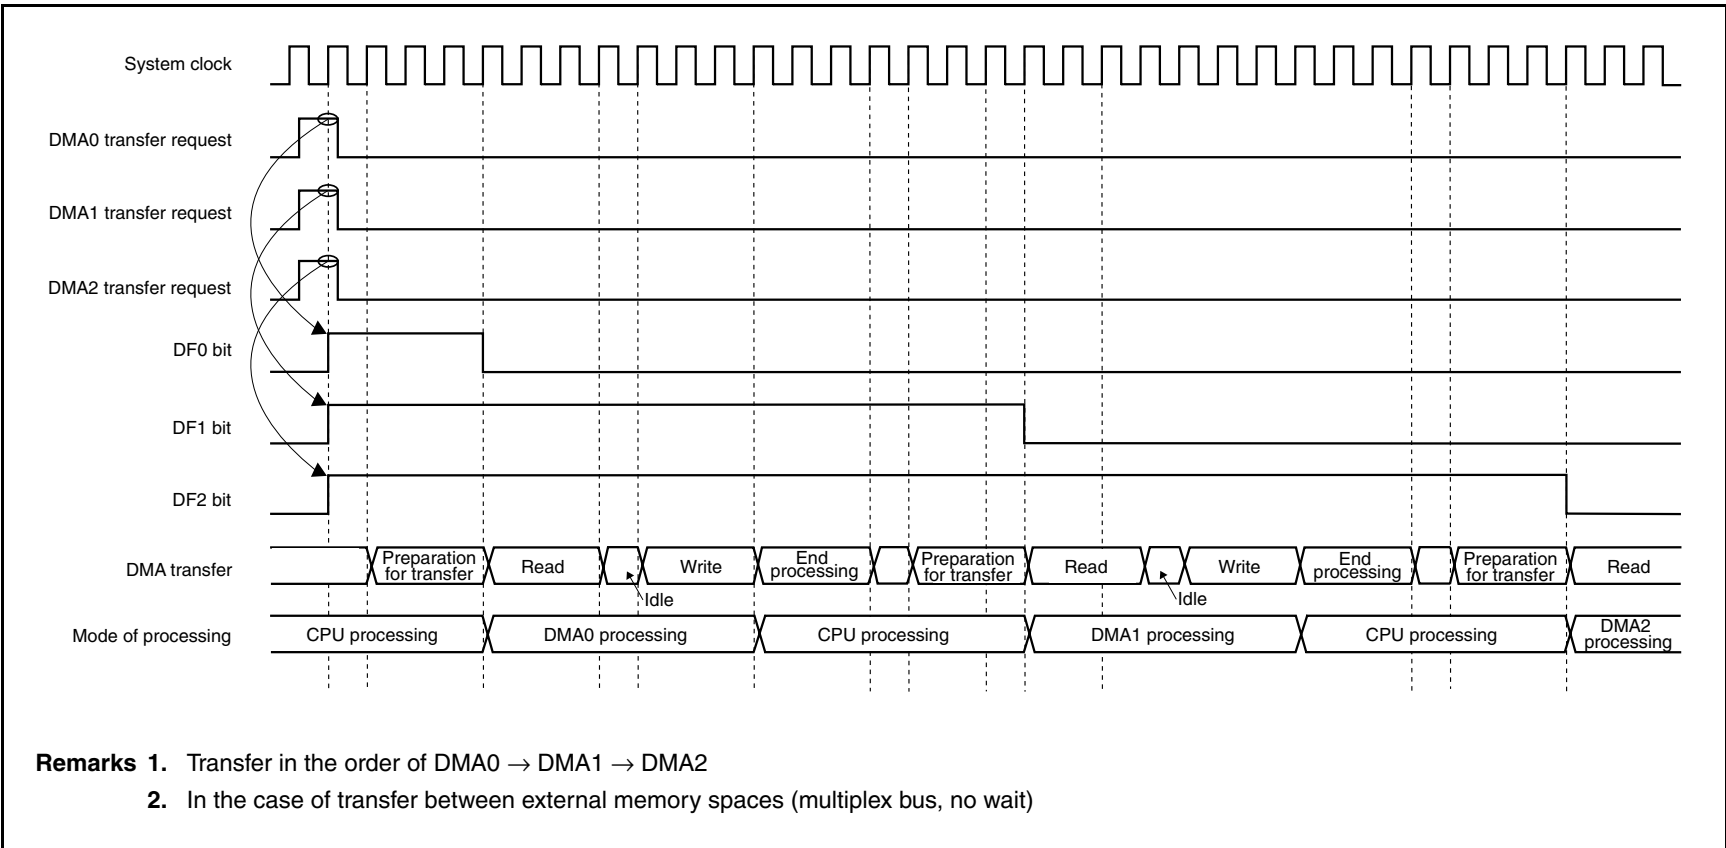 System clock
DMA0 transfer request
DMA1 transfer request
DMA2 transfer request
DF0 bit
DF1 bit
DF2 bit
DMA transfer
Preparation
for transfer
Read
Idle
Write
End
processing
Preparation
for transfer
Read
Idle
Write
End
processing
Preparation
for transfer
Read
Mode of processing
CPU processing
DMA0 processing
CPU processing
DMA1 processing
CPU processing
DMA2
processing
Remarks 1. Transfer in the order of DMA0 → DMA1 → DMA2
2. In the case of transfer between external memory spaces (multiplex bus, no wait)